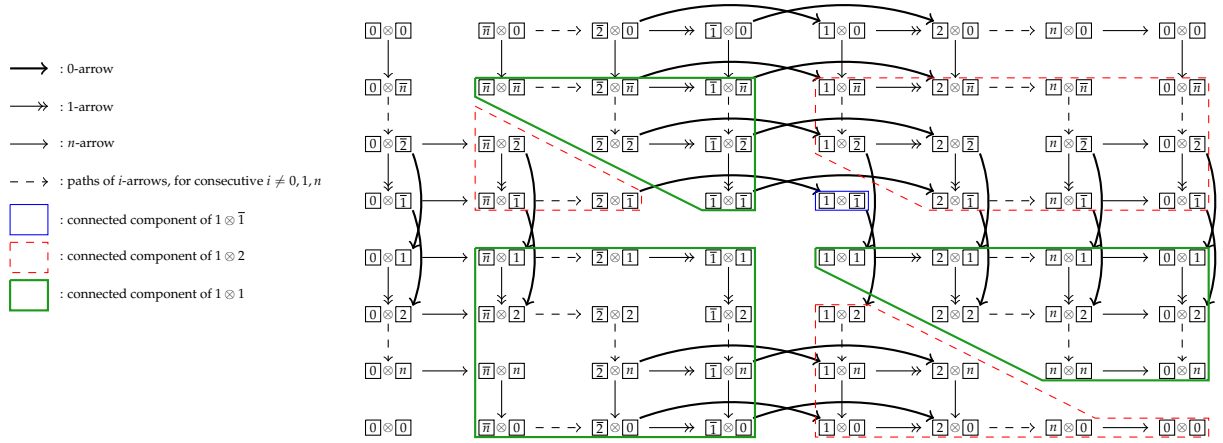 : 0-arrow
: 1-arrow
: n-arrow
: paths of i-arrows, for consecutive i ≠ 0, 1, n
: connected component of 1 ⊗ 1̅
: connected component of 1 ⊗ 2
: connected component of 1 ⊗ 1
0 ⊗ 0 n̅ ⊗ 0 2̅ ⊗ 0 1̅ ⊗ 0 1 ⊗ 0 2 ⊗ 0 n ⊗ 0 0 ⊗ 0
0 ⊗ n̅ n̅ ⊗ n̅ 2̅ ⊗ n̅ 1̅ ⊗ n̅ 1 ⊗ n̅ 2 ⊗ n̅ n ⊗ n̅ 0 ⊗ n̅
0 ⊗ 2̅ n̅ ⊗ 2̅ 2̅ ⊗ 2̅ 1̅ ⊗ 2̅ 1 ⊗ 2̅ 2 ⊗ 2̅ n ⊗ 2̅ 0 ⊗ 2̅
0 ⊗ 1̅ n̅ ⊗ 1̅ 2̅ ⊗ 1̅ 1̅ ⊗ 1̅ 1 ⊗ 1̅ 2 ⊗ 1̅ n ⊗ 1̅ 0 ⊗ 1̅
0 ⊗ 1 n̅ ⊗ 1 2̅ ⊗ 1 1̅ ⊗ 1 1 ⊗ 1 2 ⊗ 1 n ⊗ 1 0 ⊗ 1
0 ⊗ 2 n̅ ⊗ 2 2̅ ⊗ 2 1̅ ⊗ 2 1 ⊗ 2 2 ⊗ 2 n ⊗ 2 0 ⊗ 2
0 ⊗ n n̅ ⊗ n 2̅ ⊗ n 1̅ ⊗ n 1 ⊗ n 2 ⊗ n n ⊗ n 0 ⊗ n
0 ⊗ 0 n̅ ⊗ 0 2̅ ⊗ 0 1̅ ⊗ 0 1 ⊗ 0 2 ⊗ 0 n ⊗ 0 0 ⊗ 0